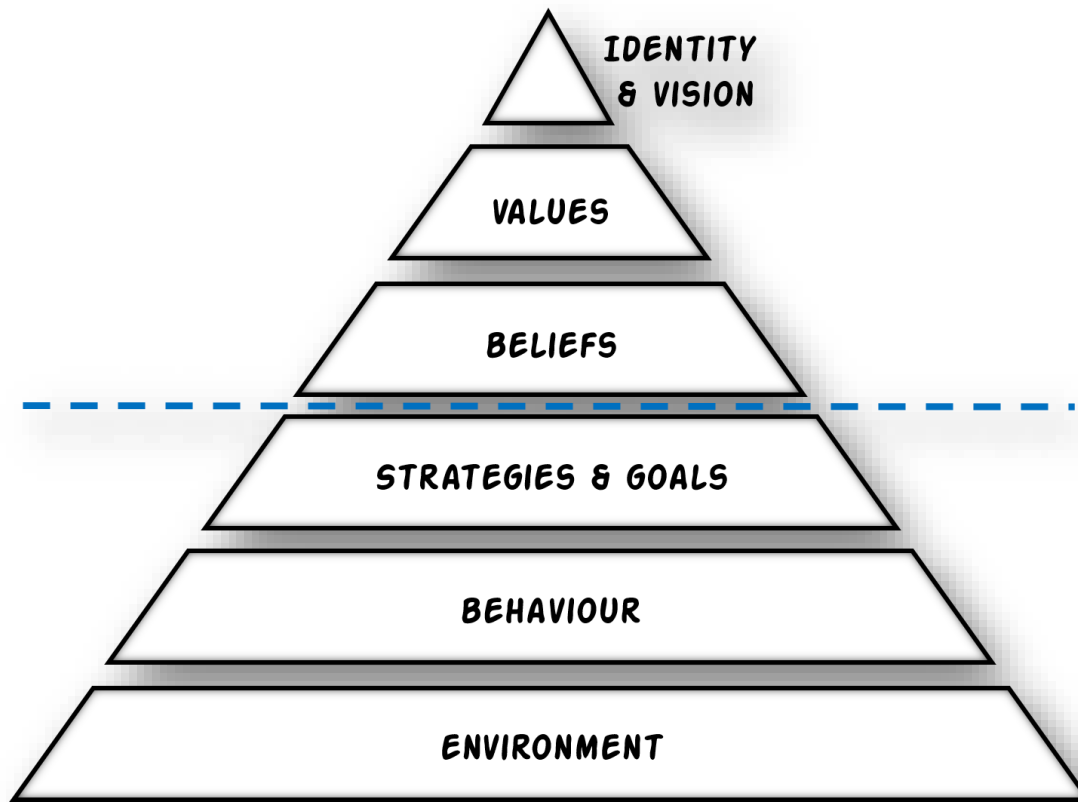 IDENTITY
& VISION
VALUES
BELIEFS
STRATEGIES & GOALS
BEHAVIOUR
ENVIRONMENT